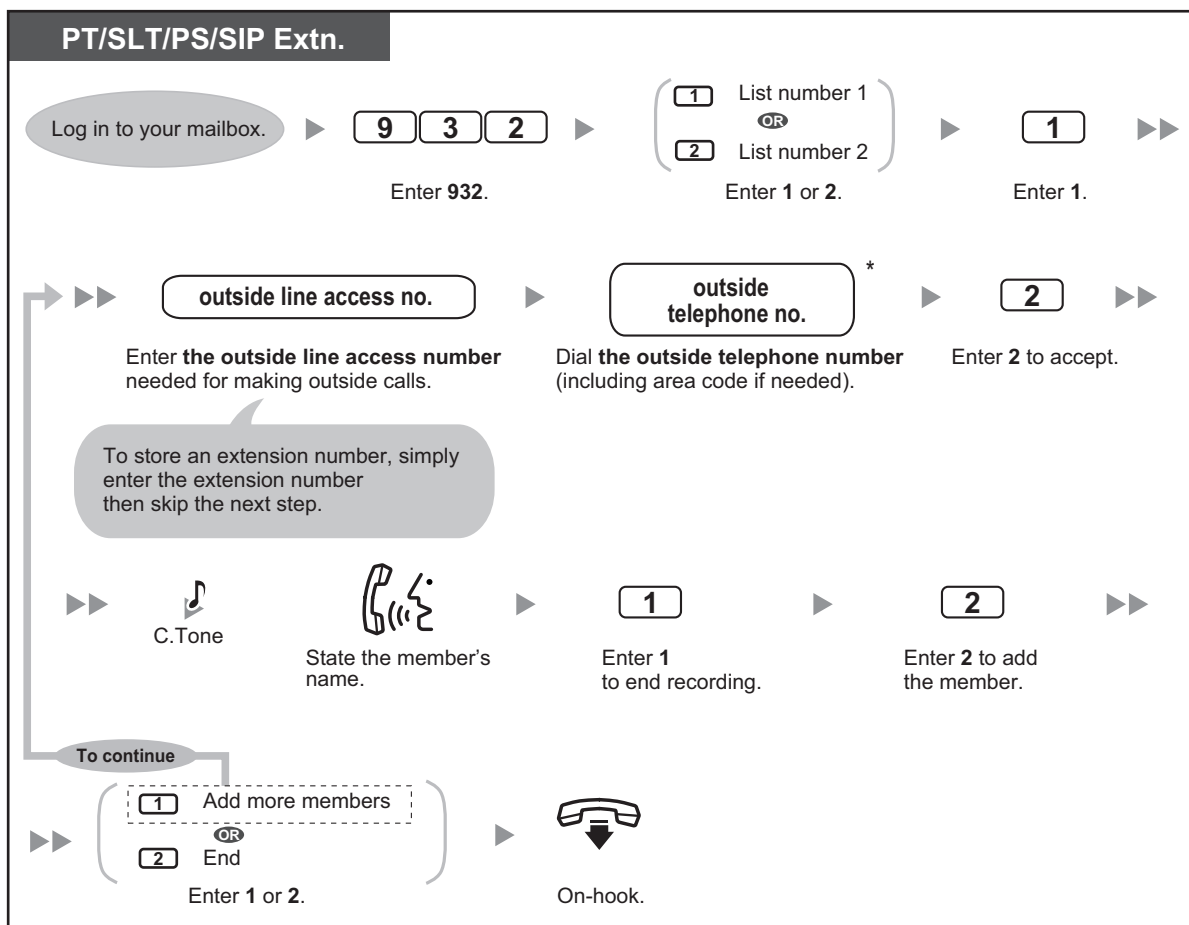 PT/SLT/PS/SIP Extn.
Log in to your mailbox.
9 3 2
Enter 932.
1 List number 1
OR
2 List number 2
Enter 1 or 2.
1
Enter 1.
outside line access no.
Enter the outside line access number
needed for making outside calls.
To store an extension number, simply
enter the extension number
then skip the next step.
outside
telephone no.
*
Dial the outside telephone number
(including area code if needed).
2
Enter 2 to accept.
C.Tone
State the member's
name.
1
Enter 1
to end recording.
2
Enter 2 to add
the member.
To continue
1 Add more members
OR
2 End
Enter 1 or 2.
On-hook.